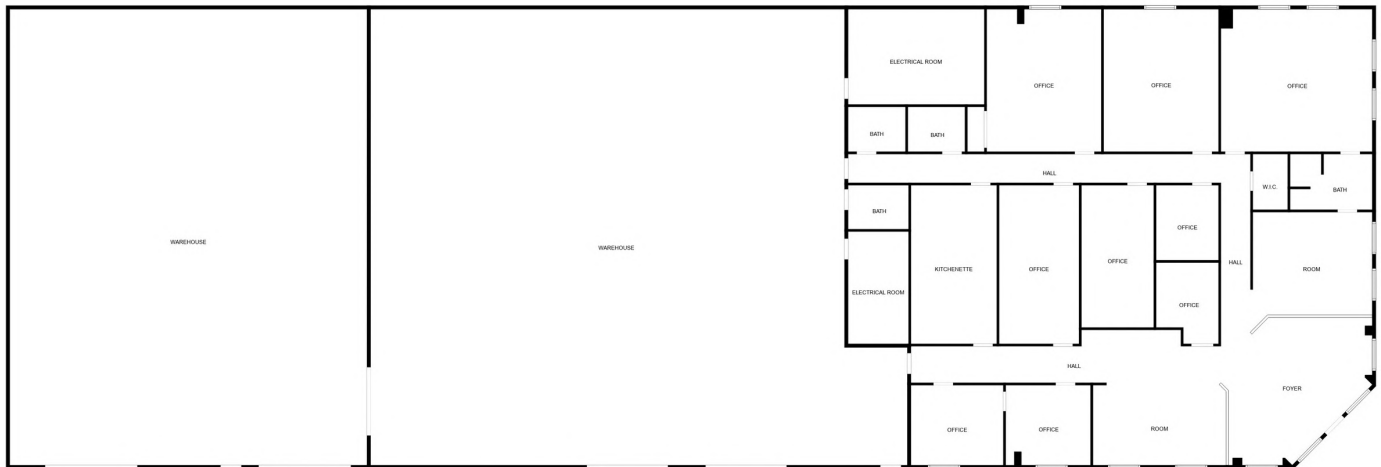 ELECTRICAL ROOM
OFFICE
OFFICE
OFFICE
BATH
BATH
HALL
W.I.C.
BATH
BATH
OFFICE
WAREHOUSE
WAREHOUSE
KITCHENETTE
OFFICE
OFFICE
HALL
ROOM
ELECTRICAL ROOM
OFFICE
HALL
FOYER
OFFICE
OFFICE
ROOM